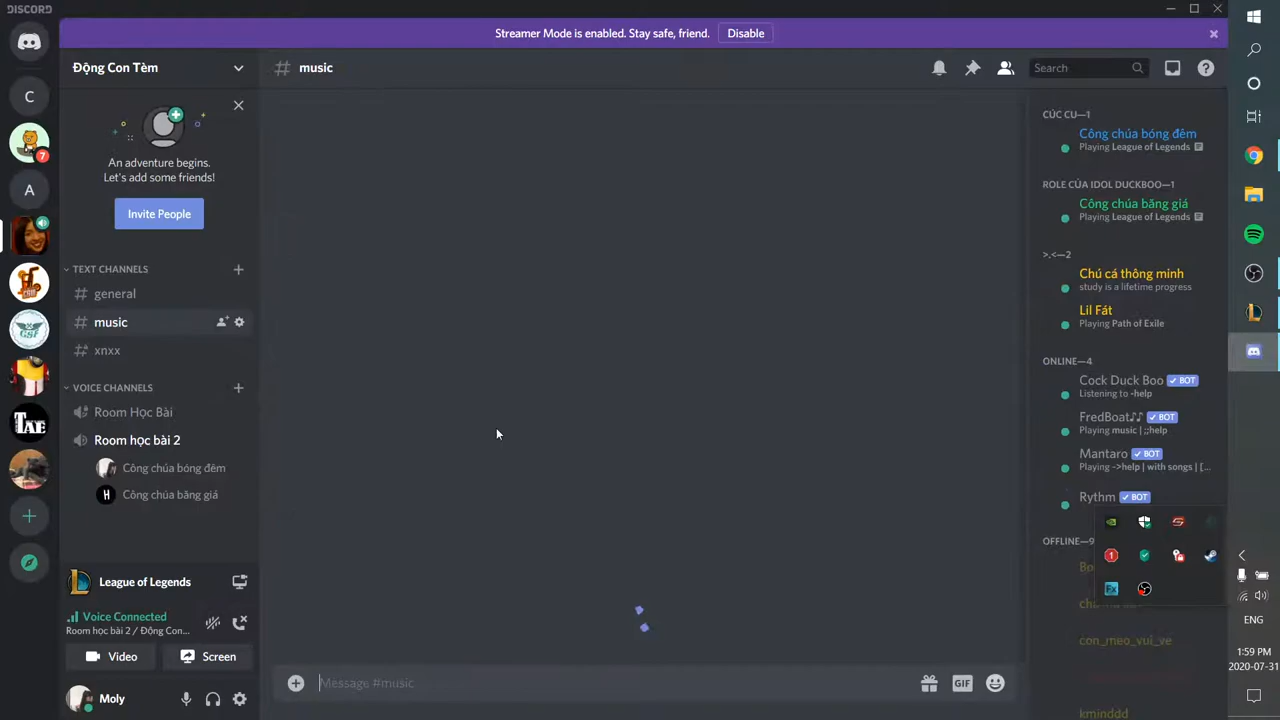 DISCORD
Streamer Mode is enabled. Stay safe, friend.
Disable
Động Con Tèm
music
Search
C
7
A
TAE
An adventure begins.
Let's add some friends!
Invite People
TEXT CHANNELS
general
music
xnxx
VOICE CHANNELS
Room Học Bài
Room học bài 2
Công chúa bóng đêm
H
Công chúa băng giá
League of Legends
Voice Connected
Room học bài 2 / Động Con...
Video
Screen
Moly
Message #music
GIF
CÚC CU—1
Công chúa bóng đêm
Playing League of Legends
ROLE CỦA IDOL DUCKBOO—1
Công chúa băng giá
Playing League of Legends
>.<—2
Chú cá thông minh
study is a lifetime progress
Lil Fát
Playing Path of Exile
ONLINE—4
Cock Duck Boo BOT
Listening to -help
FredBoat♪♪ BOT
Playing music | ;;help
Mantaro BOT
Playing ->help | with songs | [...
Rythm BOT
OFFLINE—9
con_meo_vui_ve
kminddd
1
Fx
ENG
1:59 PM
2020-07-31